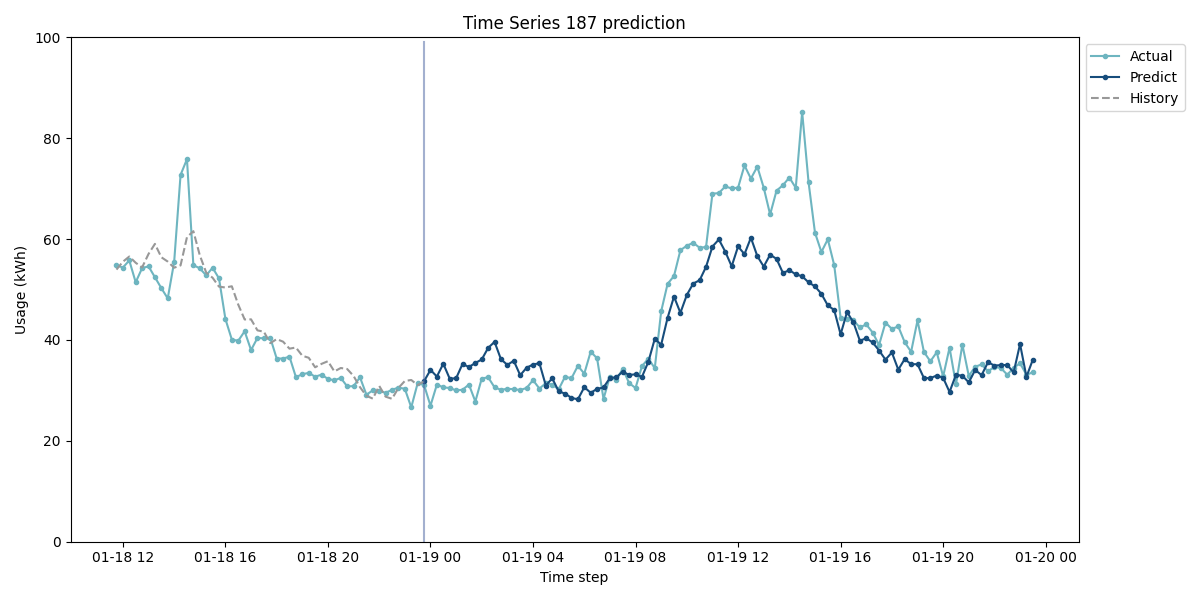 Time Series 187 prediction
100
80
60
40
20
0
Usage (kWh)
01-18 12
01-18 16
01-18 20
01-19 00
01-19 04
01-19 08
01-19 12
01-19 16
01-19 20
01-20 00
Time step
Actual
Predict
History